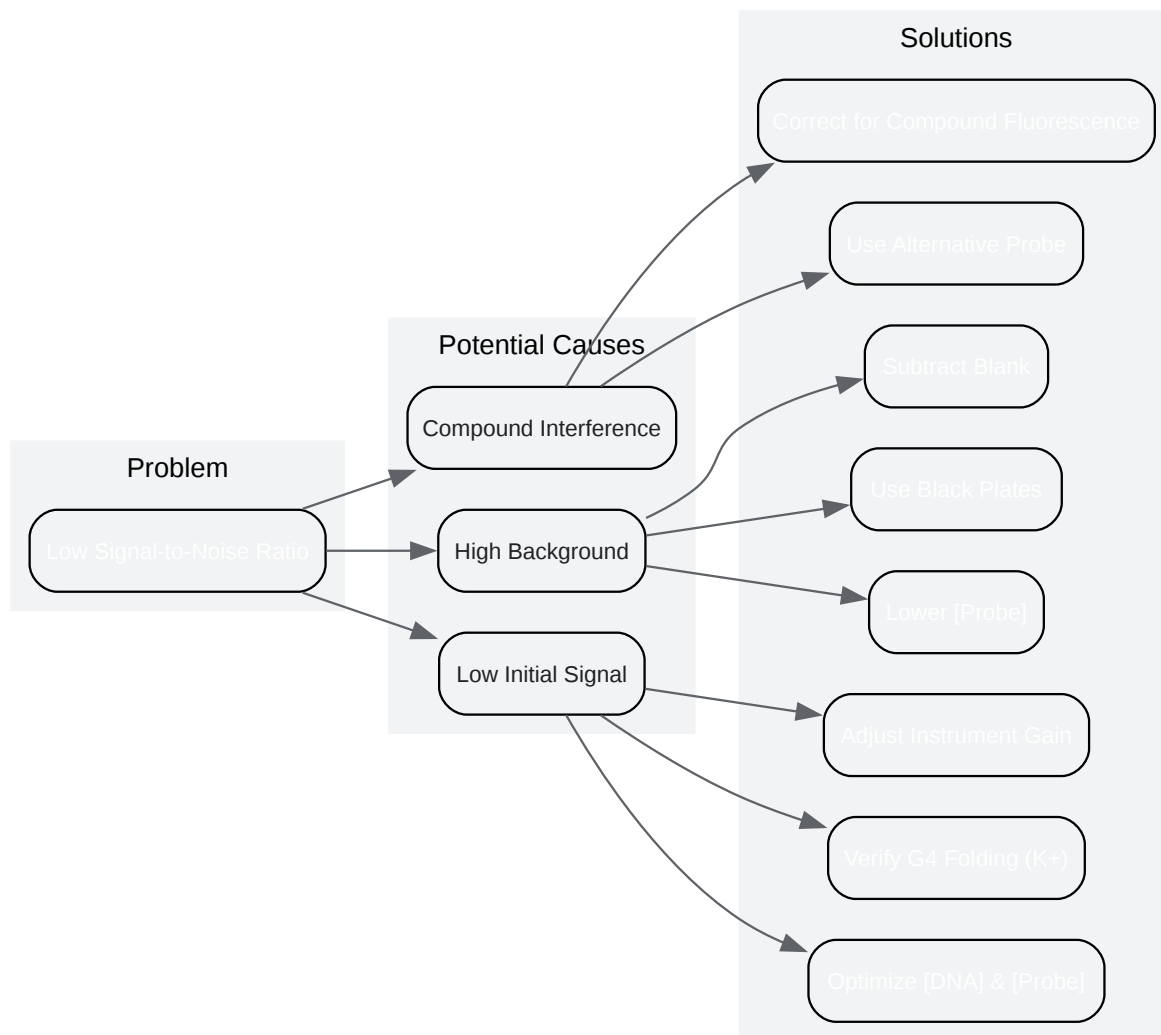 Problem
Low Signal-to-Noise Ratio
Potential Causes
Compound Interference
High Background
Low Initial Signal
Solutions
Correct for Compound Fluorescence
Use Alternative Probe
Subtract Blank
Use Black Plates
Lower [Probe]
Adjust Instrument Gain
Verify G4 Folding (K+)
Optimize [DNA] & [Probe]